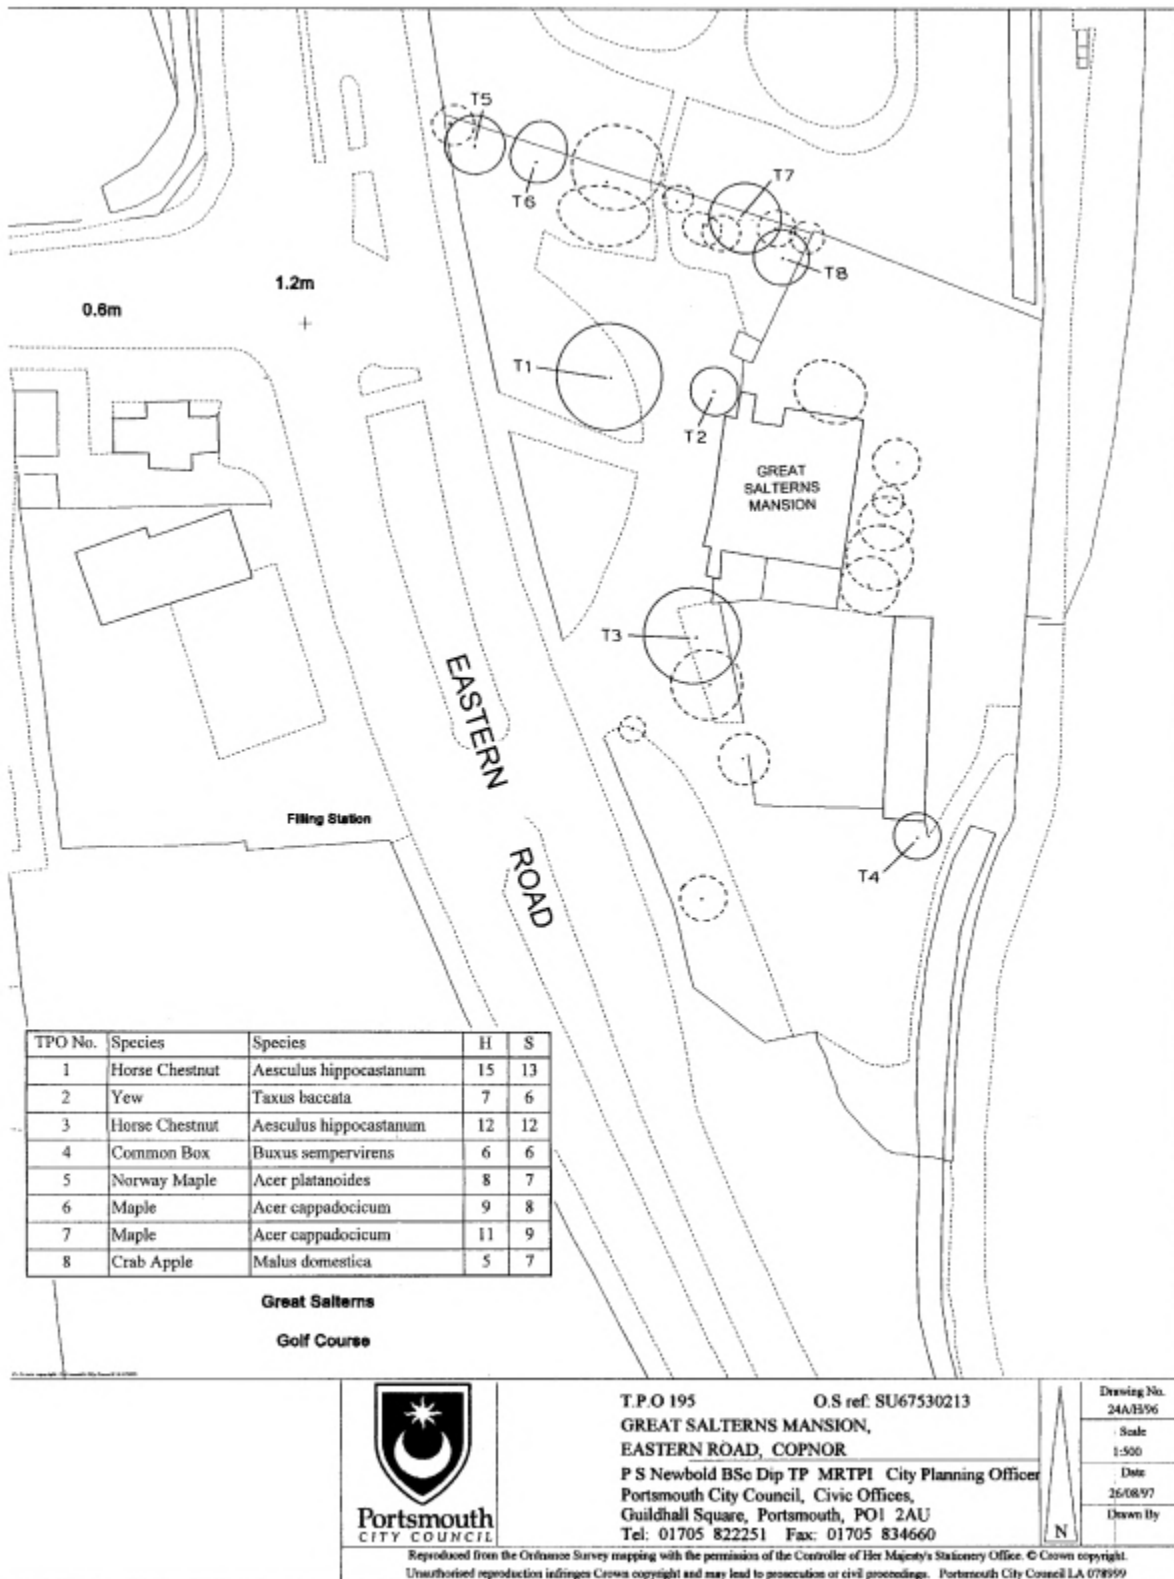 T5
T6
T7
T8
1.2m
0.6m
T1
T2
GREAT
SALTERNS
MANSION
T3
EASTERN
ROAD
Filling Station
T4
TPO No. Species Species H S
1 Horse Chestnut Aesculus hippocastanum 15 13
2 Yew Taxus baccata 7 6
3 Horse Chestnut Aesculus hippocastanum 12 12
4 Common Box Buxus sempervirens 6 6
5 Norway Maple Acer platanoides 8 7
6 Maple Acer cappadocicum 9 8
7 Maple Acer cappadocicum 11 9
8 Crab Apple Malus domestica 5 7
Great Salterns
Golf Course
Portsmouth
CITY COUNCIL
T.P.O 195 O.S ref: SU67530213
GREAT SALTERNS MANSION,
EASTERN ROAD, COPNOR
P S Newbold BSc Dip TP MRTPI City Planning Officer
Portsmouth City Council, Civic Offices,
Guildhall Square, Portsmouth, PO1 2AU
Tel: 01705 822251 Fax: 01705 834660
N
Drawing No.
24A/H/96
Scale
1:500
Date
26/08/97
Drawn By
Reproduced from the Ordnance Survey mapping with the permission of the Controller of Her Majesty's Stationery Office. © Crown copyright.
Unauthorised reproduction infringes Crown copyright and may lead to prosecution or civil proceedings. Portsmouth City Council LA 078999